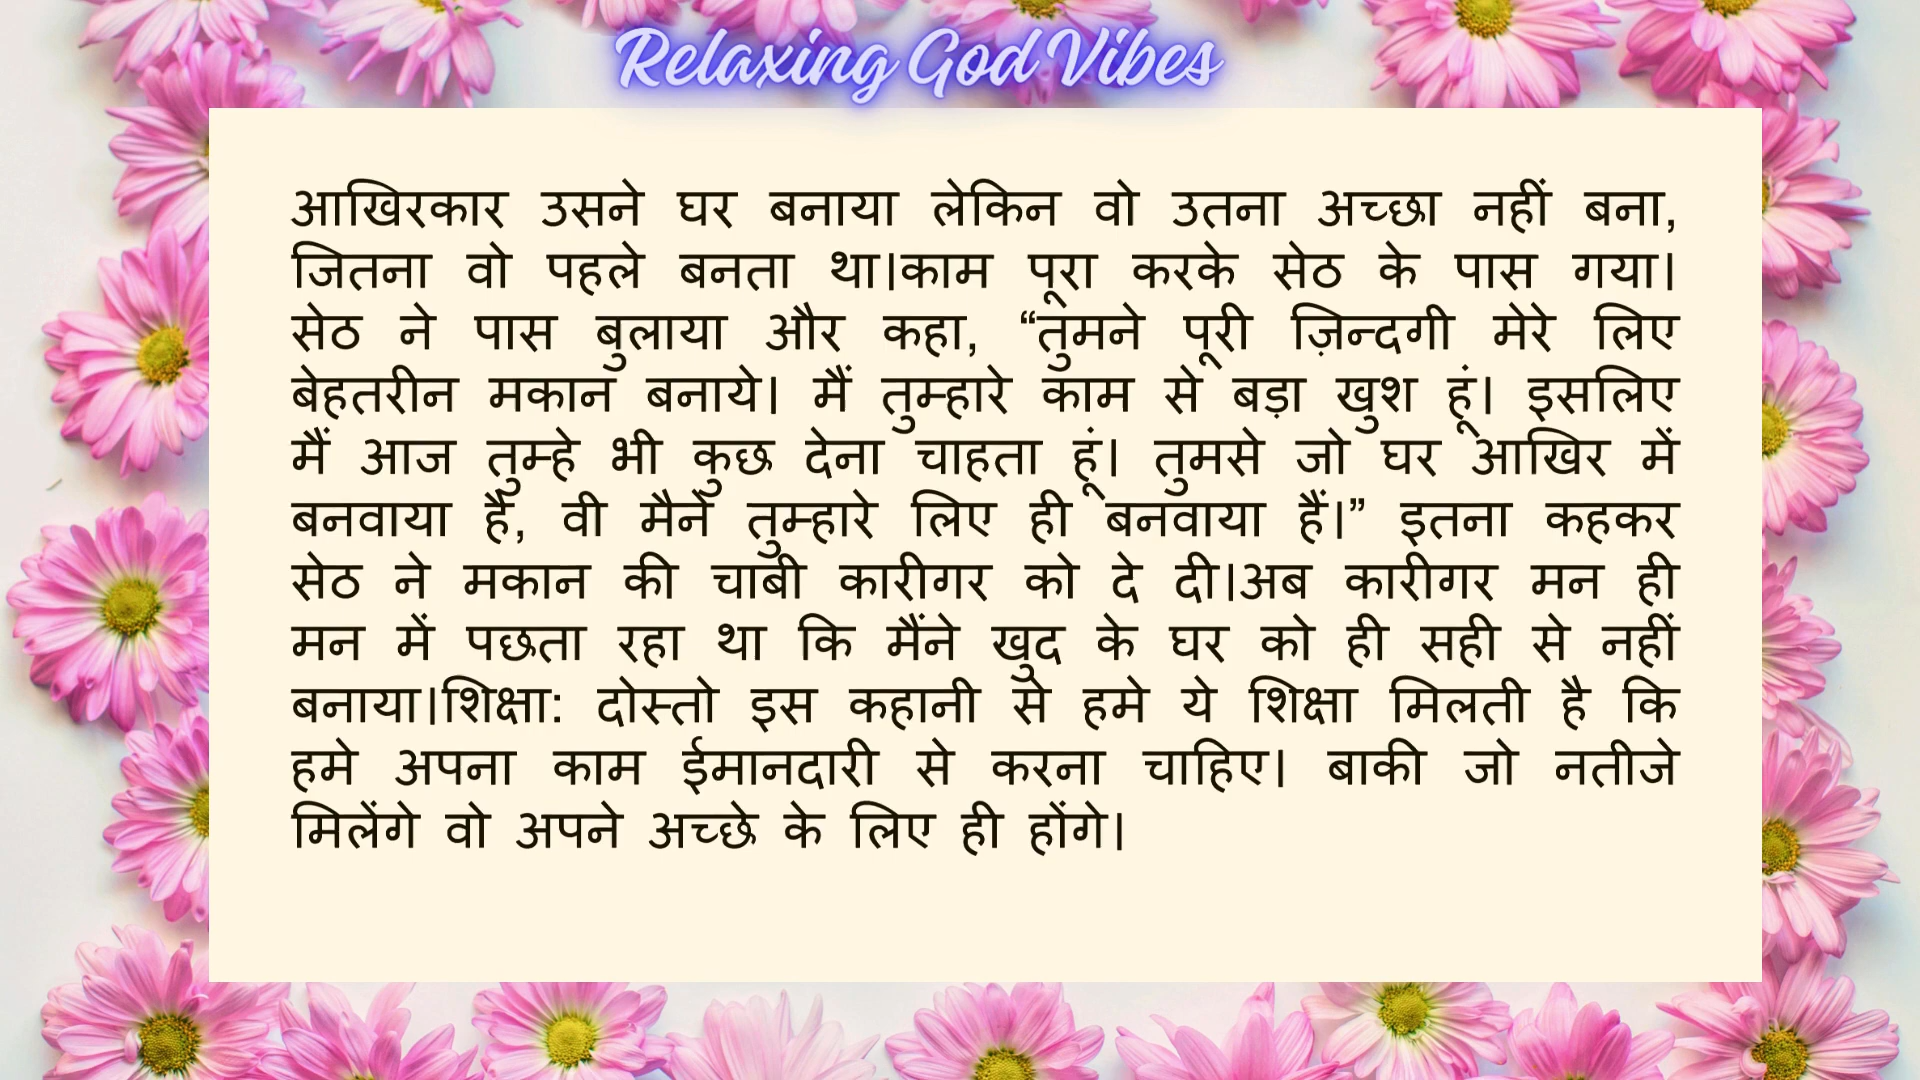 Relaxing God Vibes
आखिरकार उसने घर बनाया लेकिन वो उतना अच्छा नहीं बना,
जितना वो पहले बनता था।काम पूरा करके सेठ के पास गया।
सेठ ने पास बुलाया और कहा, “तुमने पूरी ज़िन्दगी मेरे लिए
बेहतरीन मकान बनाये। मैं तुम्हारे काम से बड़ा खुश हूं। इसलिए
मैं आज तुम्हे भी कुछ देना चाहता हूं। तुमसे जो घर आखिर में
बनवाया है, वी मैने तुम्हारे लिए ही बनवाया हैं।” इतना कहकर
सेठ ने मकान की चाबी कारीगर को दे दी।अब कारीगर मन ही
मन में पछता रहा था कि मैंने खुद के घर को ही सही से नहीं
बनाया।शिक्षा: दोस्तो इस कहानी से हमे ये शिक्षा मिलती है कि
हमे अपना काम ईमानदारी से करना चाहिए। बाकी जो नतीजे
मिलेंगे वो अपने अच्छे के लिए ही होंगे।